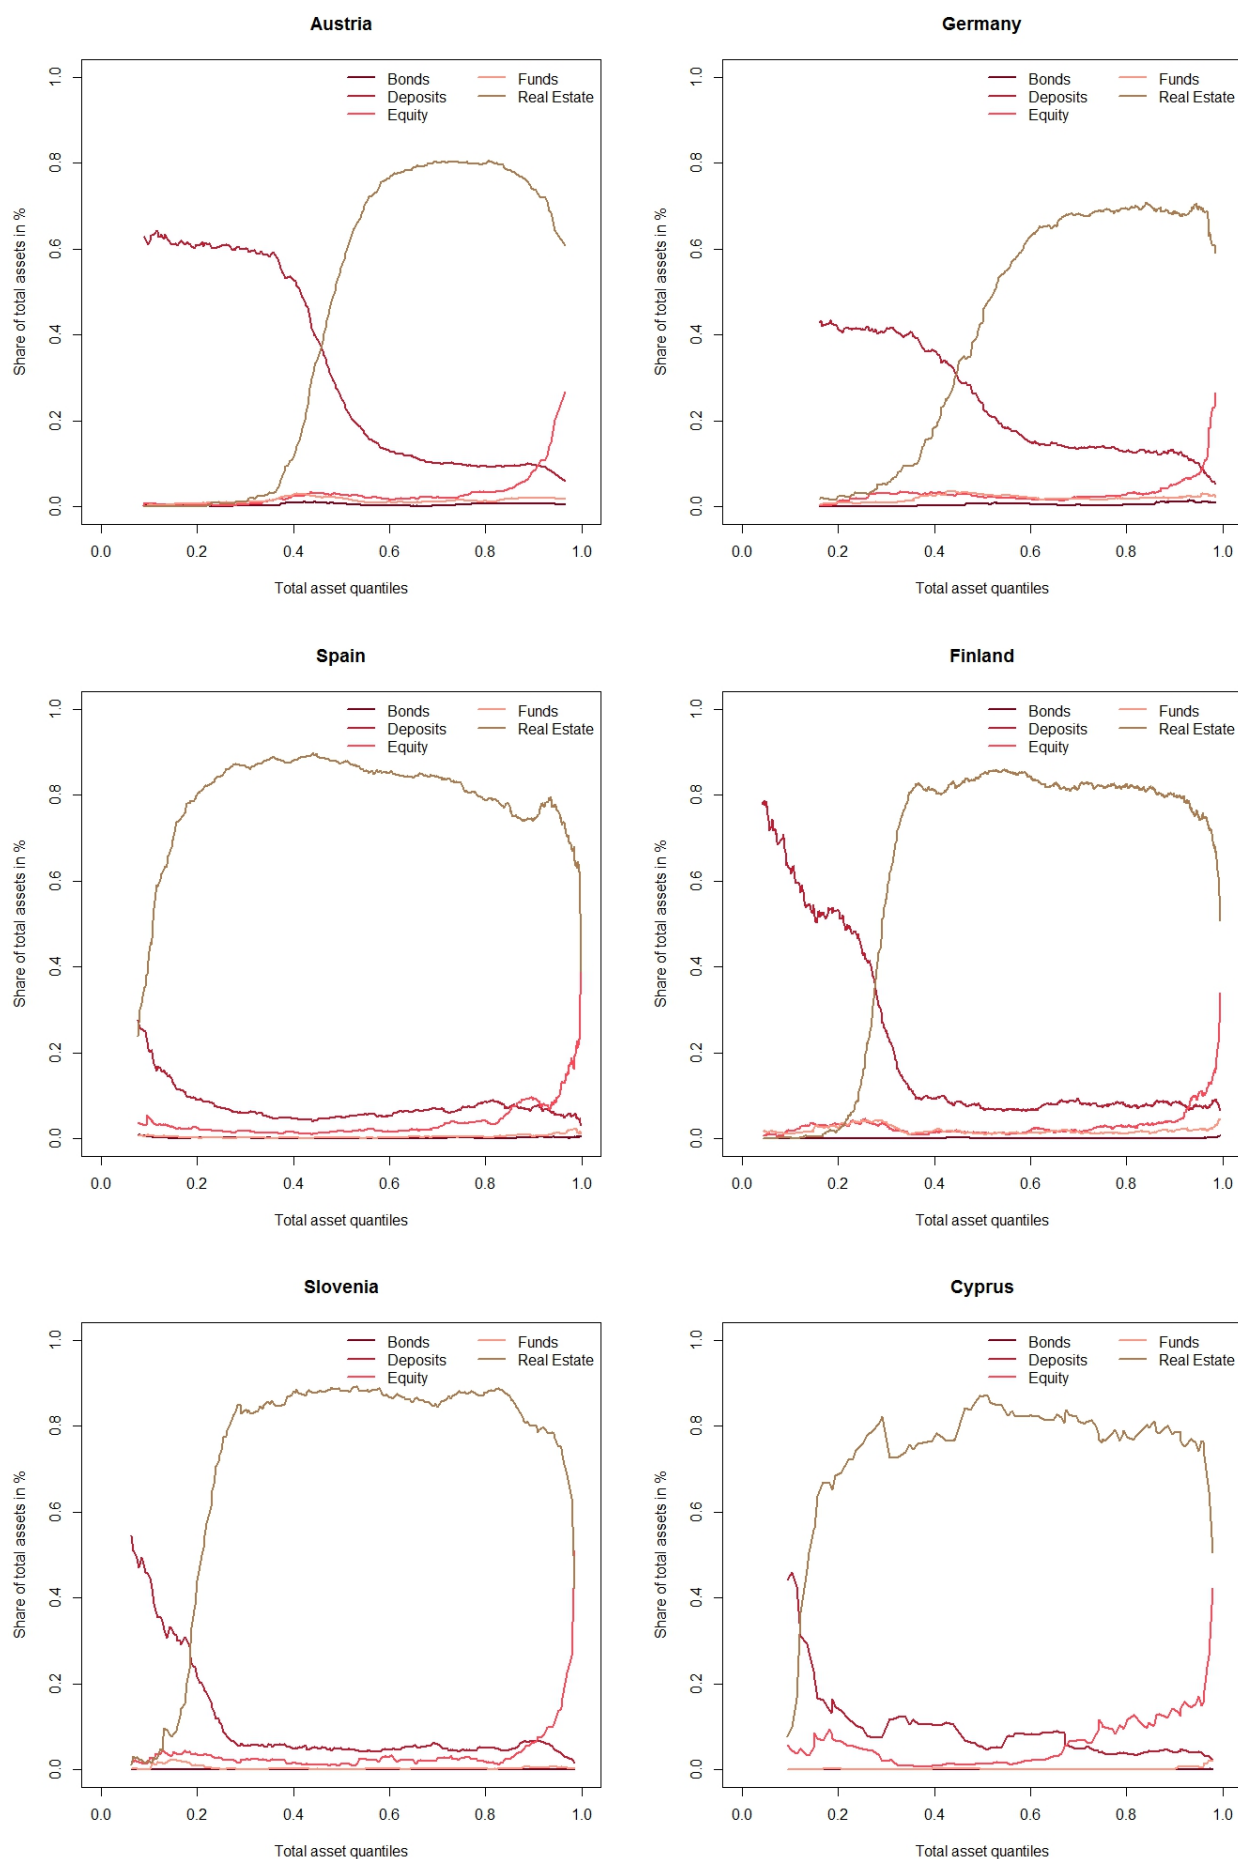 Austria
Bonds Funds
Deposits Real Estate
Equity
Share of total assets in %
1.0
0.8
0.6
0.4
0.2
0.0
0.0 0.2 0.4 0.6 0.8 1.0
Total asset quantiles
Germany
Bonds Funds
Deposits Real Estate
Equity
Share of total assets in %
1.0
0.8
0.6
0.4
0.2
0.0
0.0 0.2 0.4 0.6 0.8 1.0
Total asset quantiles
Spain
Bonds Funds
Deposits Real Estate
Equity
Share of total assets in %
1.0
0.8
0.6
0.4
0.2
0.0
0.0 0.2 0.4 0.6 0.8 1.0
Total asset quantiles
Finland
Bonds Funds
Deposits Real Estate
Equity
Share of total assets in %
1.0
0.8
0.6
0.4
0.2
0.0
0.0 0.2 0.4 0.6 0.8 1.0
Total asset quantiles
Slovenia
Bonds Funds
Deposits Real Estate
Equity
Share of total assets in %
1.0
0.8
0.6
0.4
0.2
0.0
0.0 0.2 0.4 0.6 0.8 1.0
Total asset quantiles
Cyprus
Bonds Funds
Deposits Real Estate
Equity
Share of total assets in %
1.0
0.8
0.6
0.4
0.2
0.0
0.0 0.2 0.4 0.6 0.8 1.0
Total asset quantiles